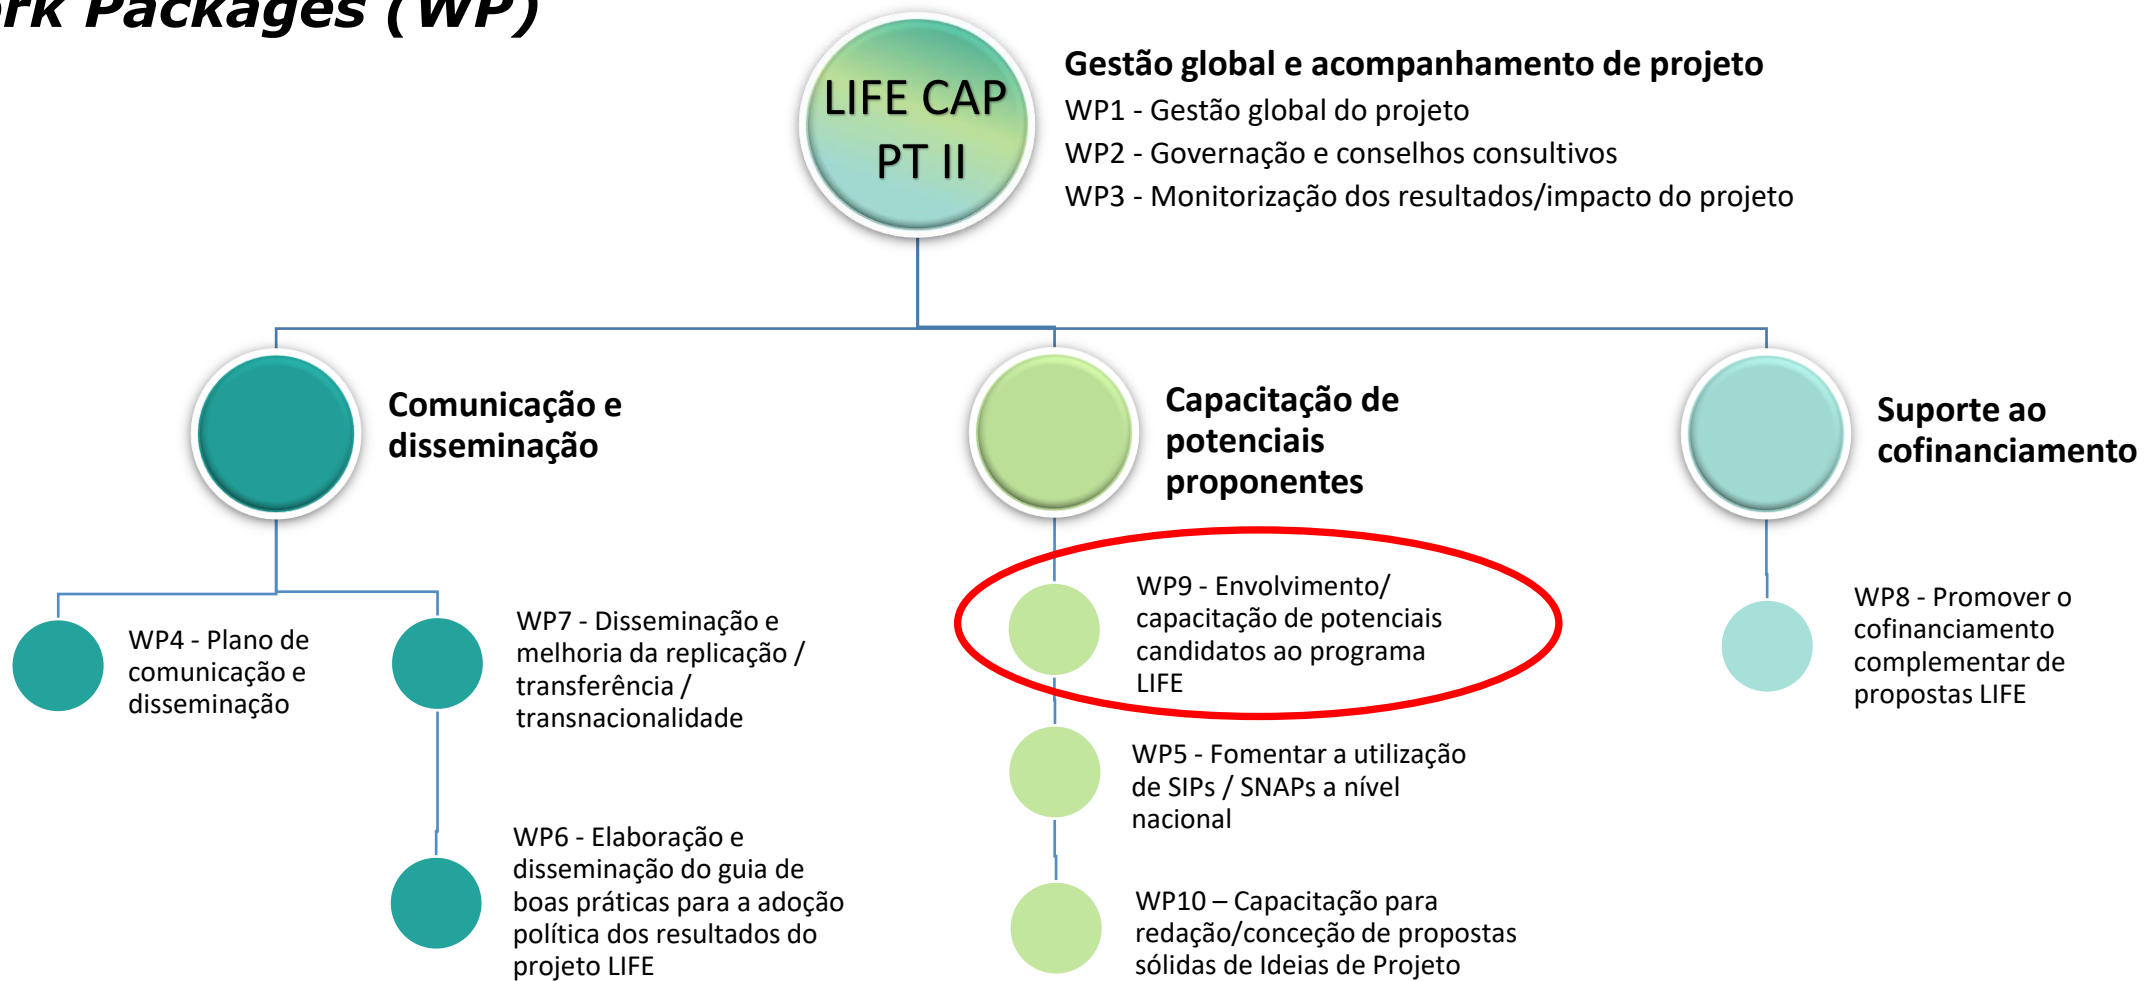 Packages (WP)
LIFE CAP
PT II
Gestão global e acompanhamento de projeto
WP1 - Gestão global do projeto
WP2 - Governação e conselhos consultivos
WP3 - Monitorização dos resultados/impacto do projeto
Comunicação e
disseminação
Capacitação de
potenciais
proponentes
Suporte ao
cofinanciamento
WP4 - Plano de
comunicação e
disseminação
WP7 - Disseminação e
melhoria da replicação /
transferência /
transnacionalidade
WP6 - Elaboração e
disseminação do guia de
boas práticas para a adoção
política dos resultados do
projeto LIFE
WP9 - Envolvimento/
capacitação de potenciais
candidatos ao programa
LIFE
WP5 - Fomentar a utilização
de SIPs / SNAPs a nível
nacional
WP10 – Capacitação para
redação/conceção de propostas
sólidas de Ideias de Projeto
WP8 - Promover o
cofinanciamento
complementar de
propostas LIFE